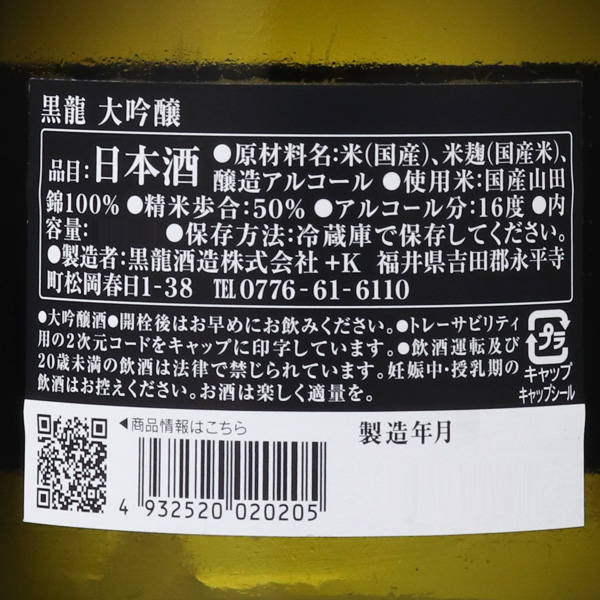 黒龍 大吟醸
品目:日本酒 ●原材料名:米(国産)、米麹(国産米)、
醸造アルコール ●使用米:国産山田
錦100% ●精米歩合:50% ●アルコール分:16度 ●内
容量: ●保存方法:冷蔵庫で保存してください。
●製造者:黒龍酒造株式会社 +K 福井県吉田郡永平寺
町松岡春日1-38 TEL 0776-61-6110
●大吟醸酒●開栓後はお早めにお飲みください。●トレーサビリティ
用の2次元コードをキャップに印字しています。●飲酒運転及び
20歳未満の飲酒は法律で禁じられています。妊娠中・授乳期の
飲酒はお控えください。お酒は楽しく適量を。
プラ
キャップ
キャップシール
◀商品情報はこちら
製造年月
4 932520 020205